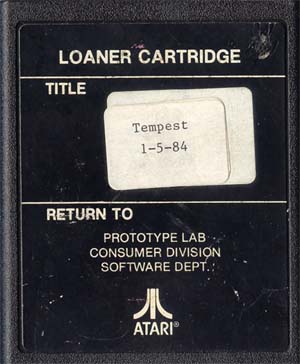 LOANER CARTRIDGE
TITLE
Tempest
1-5-84
RETURN TO
PROTOTYPE LAB
CONSUMER DIVISION
SOFTWARE DEPT.
ATARI®